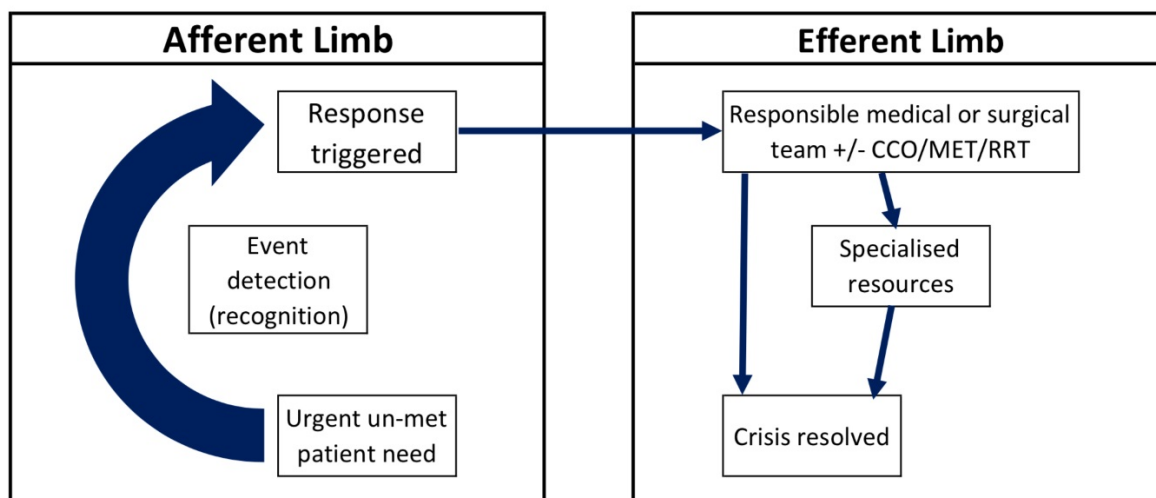 Afferent Limb
Response
triggered
Event
detection
(recognition)
Urgent un-met
patient need
Efferent Limb
Responsible medical or surgical
team +/- CCO/MET/RRT
Specialised
resources
Crisis resolved